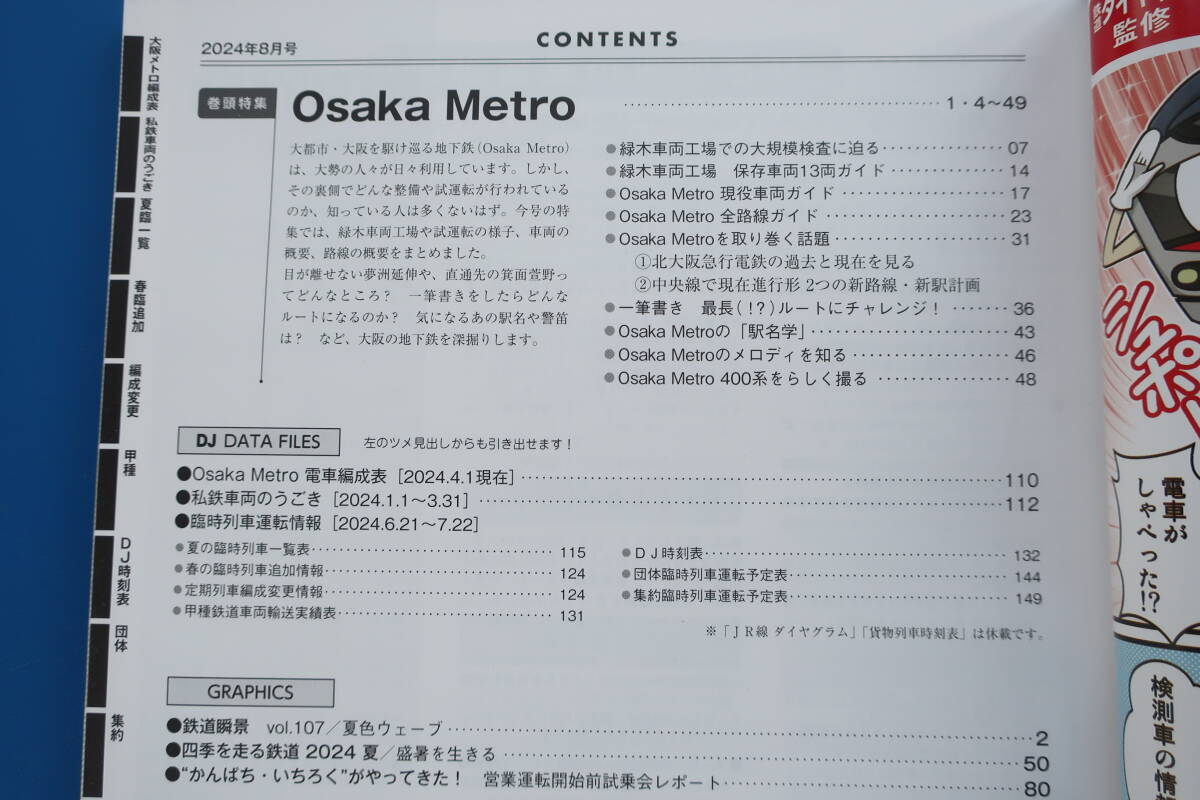 2024年8月号
CONTENTS
巻頭特集
Osaka Metro 1・4〜49
大都市・大阪を駆け巡る地下鉄(Osaka Metro)
は、大勢の人々が日々利用しています。しかし、
その裏側でどんな整備や試運転が行われている
のか、知っている人は多くないはず。今号の特
集では、緑木車両工場や試運転の様子、車両の
概要、路線の概要をまとめました。
目が離せない夢洲延伸や、直通先の箕面萱野っ
てどんなところ? 一筆書きをしたらどんな
ルートになるのか? 気になるあの駅名や警笛
は? など、大阪の地下鉄を深掘りします。
●緑木車両工場での大規模検査に迫る 07
●緑木車両工場 保存車両13両ガイド 14
●Osaka Metro 現役車両ガイド 17
●Osaka Metro 全路線ガイド 23
●Osaka Metroを取り巻く話題 31
①北大阪急行電鉄の過去と現在を見る
②中央線で現在進行形 2つの新路線・新駅計画
●一筆書き 最長(!?)ルートにチャレンジ! 36
●Osaka Metroの「駅名学」 43
●Osaka Metroのメロディを知る 46
●Osaka Metro 400系をらしく撮る 48
DJ DATA FILES 左のツメ見出しからも引き出せます!
●Osaka Metro 電車編成表[2024.4.1現在] 110
●私鉄車両のうごき[2024.1.1〜3.31] 112
●臨時列車運転情報[2024.6.21〜7.22]
●夏の臨時列車一覧表 115
●春の臨時列車追加情報 124
●定期列車編成変更情報 124
●甲種鉄道車両輸送実績表 131
●DJ時刻表 132
●団体臨時列車運転予定表 144
●集約臨時列車運転予定表 149
※「JR線 ダイヤグラム」「貨物列車時刻表」は休載です。
GRAPHICS
●鉄道瞬景 vol.107/夏色ウェーブ 2
●四季を走る鉄道 2024 夏/盛暑を生きる 50
●"かんぱち・いちろく"がやってきた! 営業運転開始前試乗会レポート 80
大阪メトロ編成表
私鉄車両のうごき
夏臨一覧
春臨追加
編成変更
甲種
DJ時刻表
団体
集約
監修
電車が
しゃべった!?
検測車の情